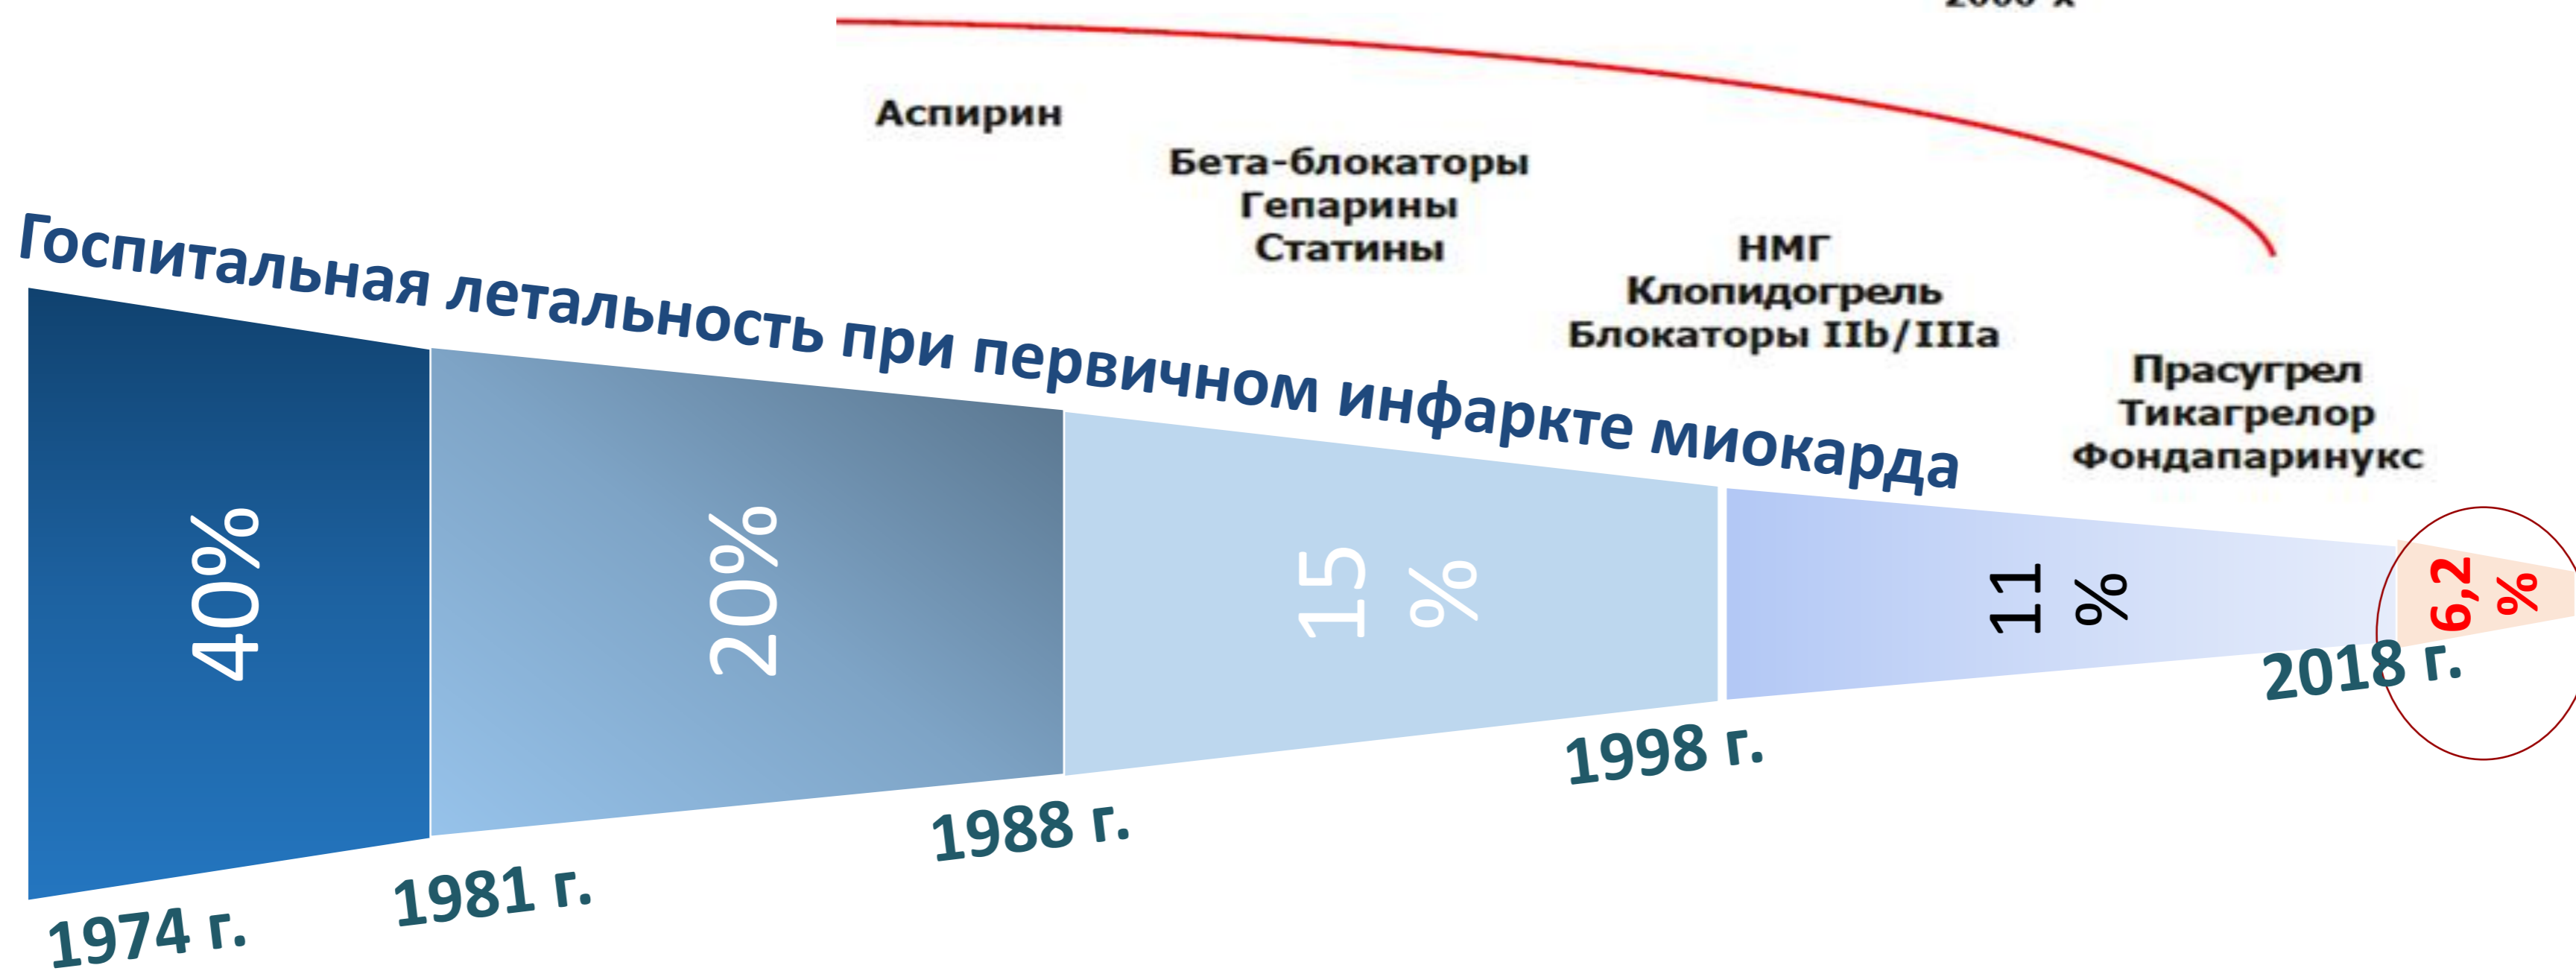 Аспирин
Бета-блокаторы
Гепарины
Статины
НМГ
Клопидогрель
Блокаторы IIb/IIIa
Прасугрел
Тикагрелор
Фондапаринукс
Госпитальная летальность при первичном инфаркте миокарда
40%
20%
15
%
11
%
6,2
%
1974 г.
1981 г.
1988 г.
1998 г.
2018 г.